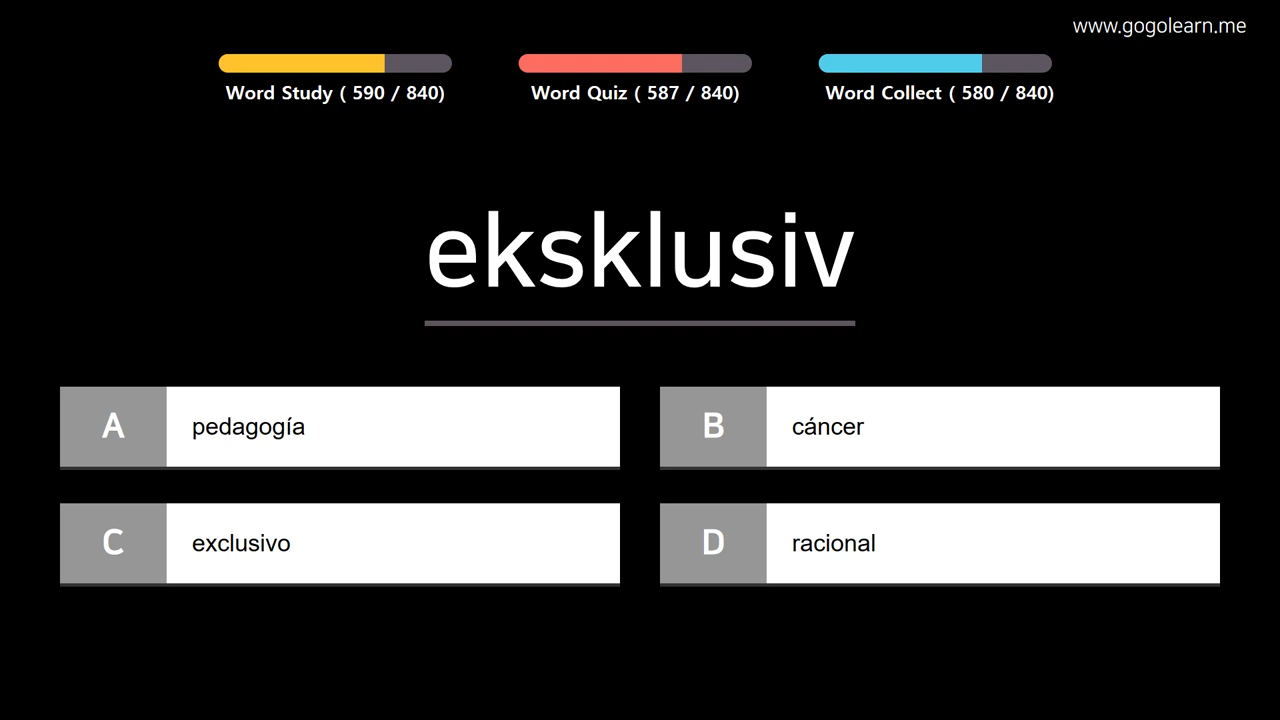 www.gogolearn.me
Word Study ( 590 / 840)
Word Quiz ( 587 / 840)
Word Collect ( 580 / 840)
eksklusiv
A pedagogía
B cáncer
C exclusivo
D racional